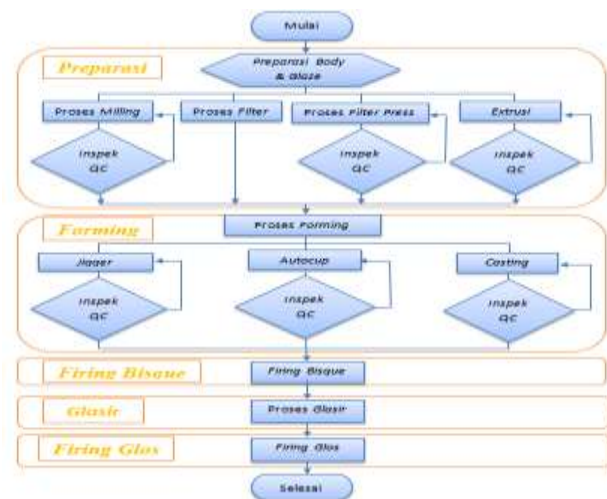 Mulai
Preparasi
Preparasi Body
& Glaze
Proses Milling
Proses Filter
Proses Filter Press
Extrusi
Inspek
QC
Inspek
QC
Inspek
QC
Forming
Proses Forming
Jigger
Autocup
Casting
Inspek
QC
Inspek
QC
Inspek
QC
Firing Bisque
Firing Bisque
Glasir
Proses Glasir
Firing Glos
Firing Glos
Selesai